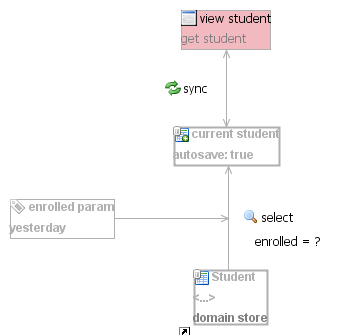 view student
get student
sync
current student
autosave: true
enrolled param
yesterday
select
enrolled = ?
Student
<...>
domain store